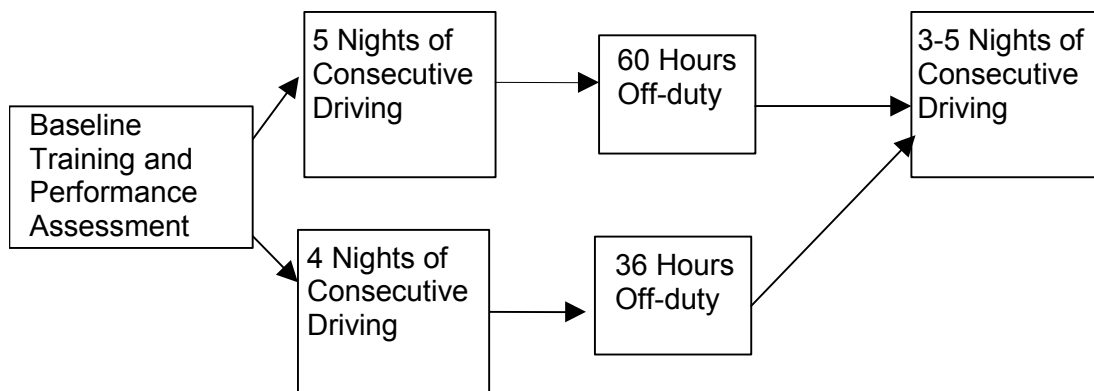 Baseline
Training and
Performance
Assessment
5 Nights of
Consecutive
Driving
60 Hours
Off-duty
3-5 Nights of
Consecutive
Driving
4 Nights of
Consecutive
Driving
36 Hours
Off-duty